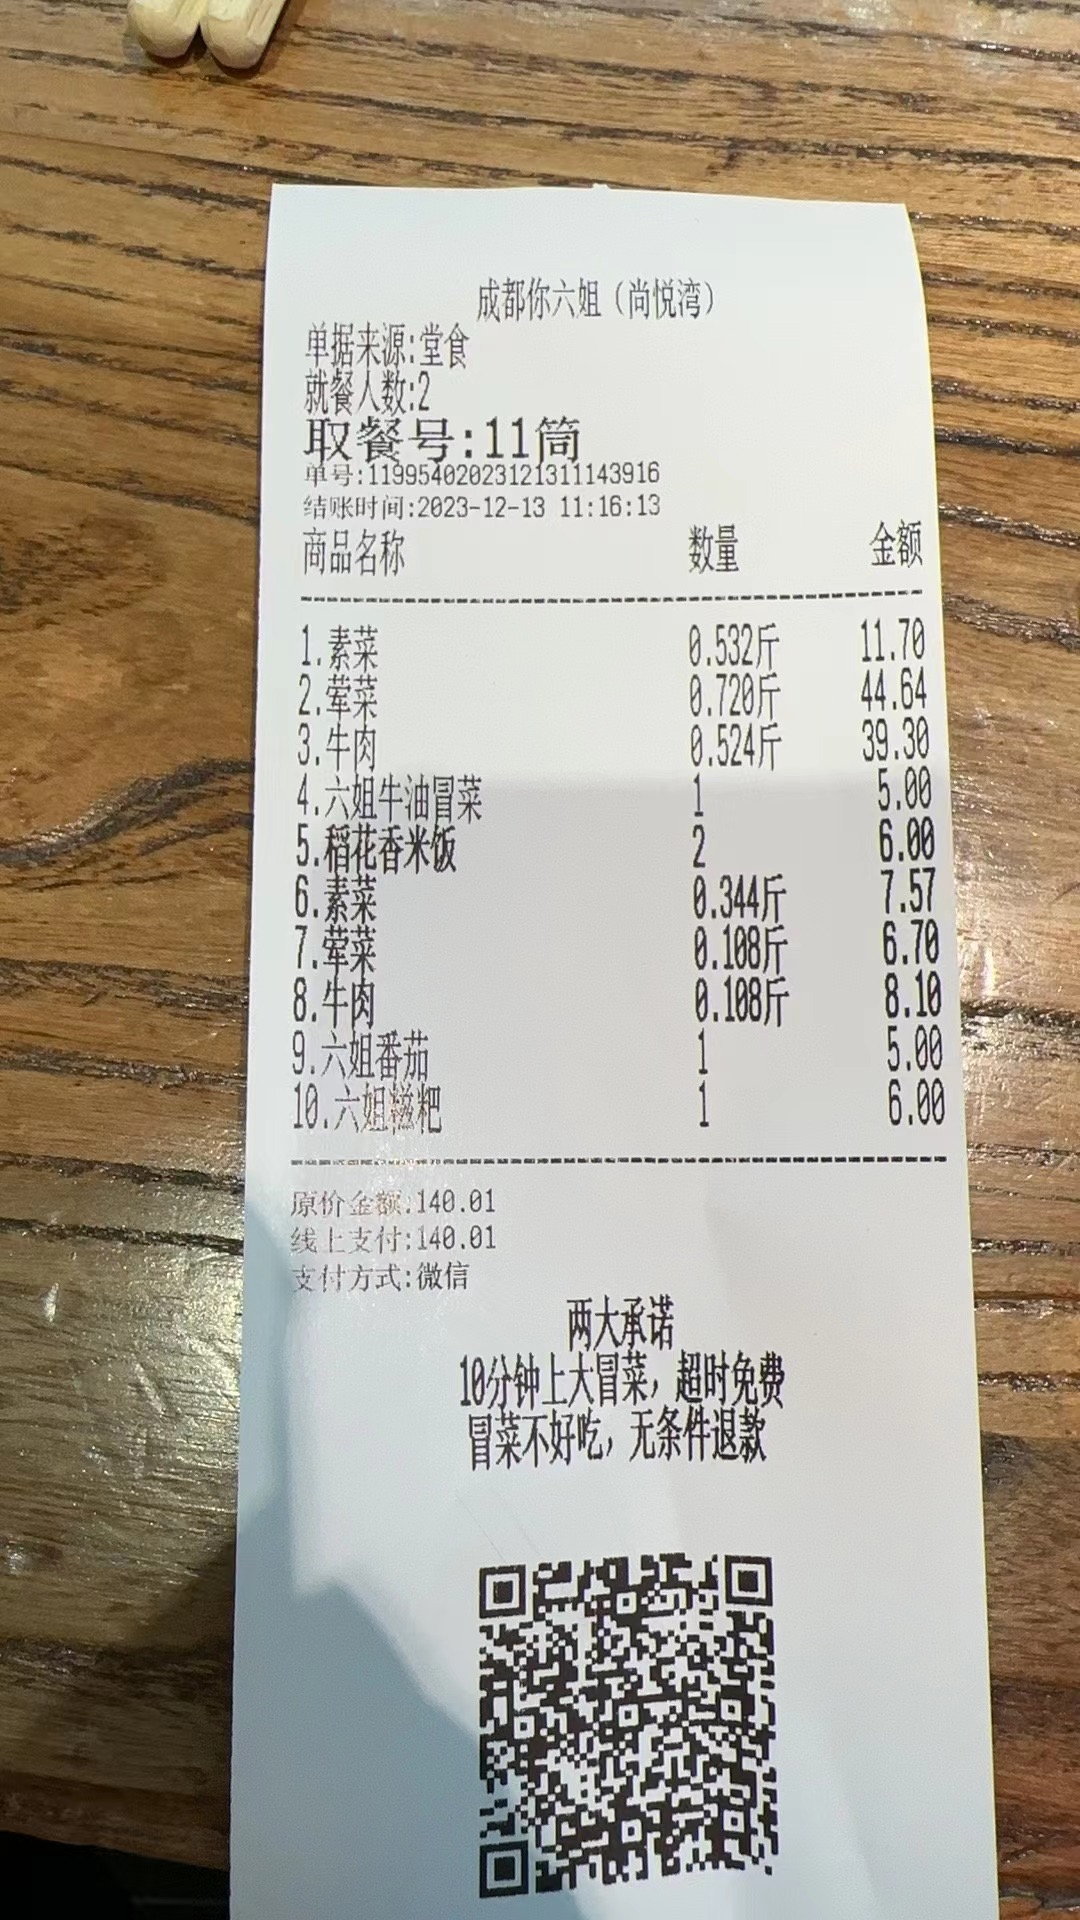 成都你六姐（尚悦湾）
单据来源:堂食
就餐人数:2
取餐号:11筒
单号:11995402023121311143916
结账时间:2023-12-13 11:16:13
商品名称 数量 金额
1.素菜 0.532斤 11.70
2.荤菜 0.720斤 44.64
3.牛肉 0.524斤 39.30
4.六姐牛油冒菜 1 5.00
5.稻花香米饭 2 6.00
6.素菜 0.344斤 7.57
7.荤菜 0.108斤 6.70
8.牛肉 0.108斤 8.10
9.六姐番茄 1 5.00
10.六姐糍粑 1 6.00
原价金额:140.01
线上支付:140.01
支付方式:微信
两大承诺
10分钟上大冒菜，超时免费
冒菜不好吃，无条件退款